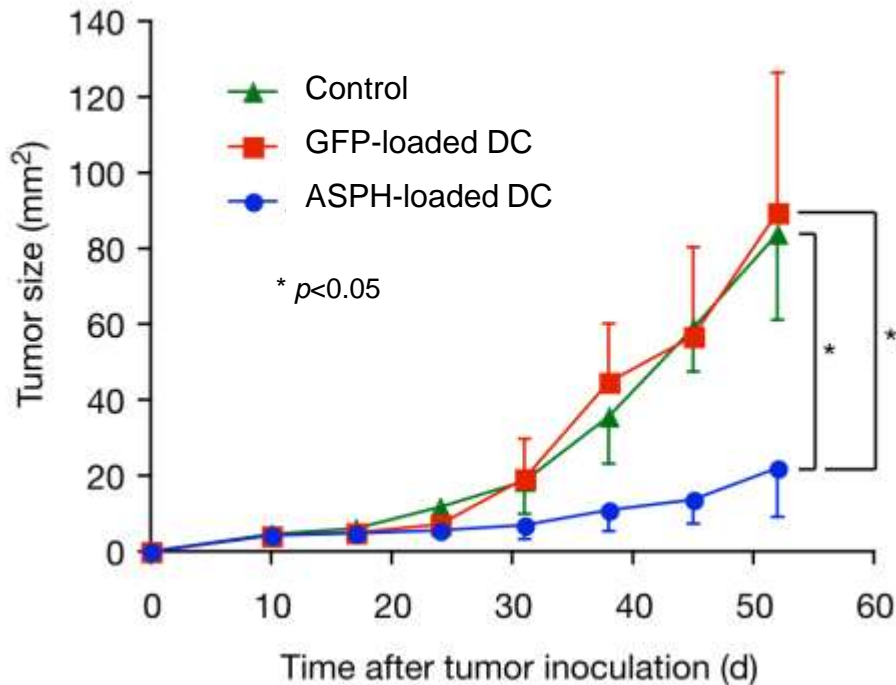 140
120
100
80
60
40
20
0
Tumor size (mm²)
Control
GFP-loaded DC
ASPH-loaded DC
* p<0.05
*
*
0 10 20 30 40 50 60
Time after tumor inoculation (d)